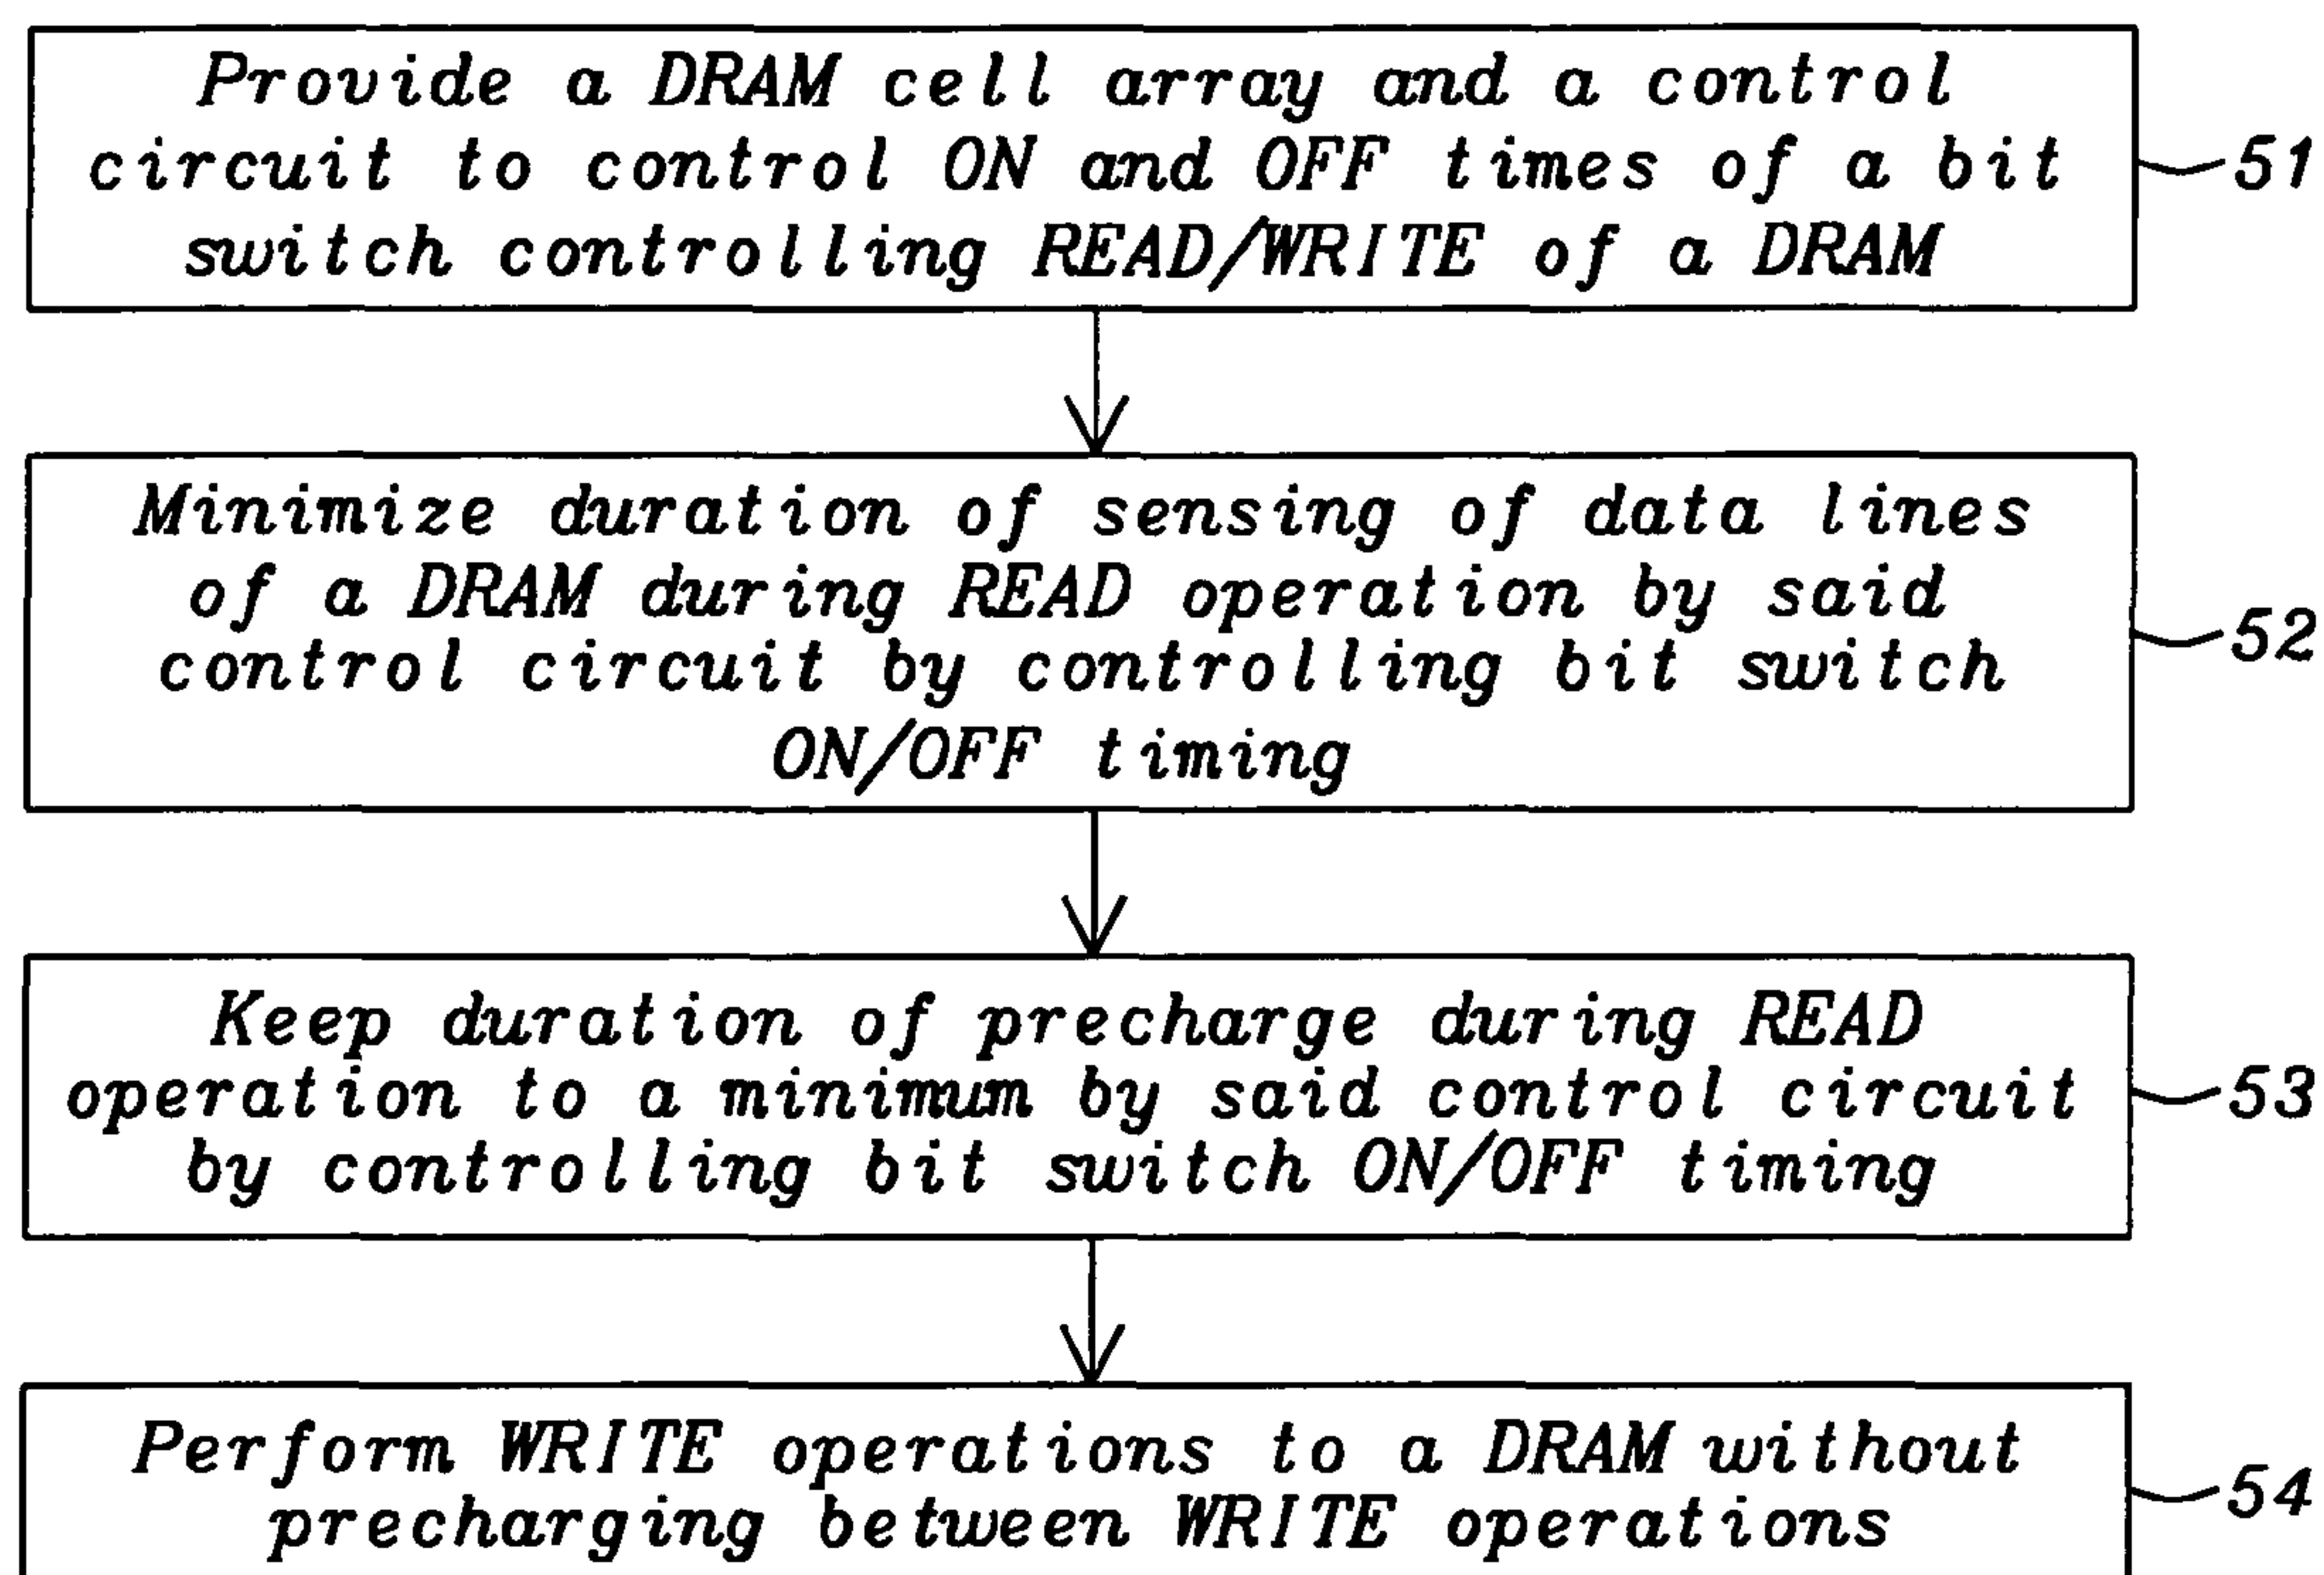 Provide a DRAM cell array and a control
circuit to control ON and OFF times of a bit
switch controlling READ/WRITE of a DRAM
51
Minimize duration of sensing of data lines
of a DRAM during READ operation by said
control circuit by controlling bit switch
ON/OFF timing
52
Keep duration of precharge during READ
operation to a minimum by said control circuit
by controlling bit switch ON/OFF timing
53
Perform WRITE operations to a DRAM without
precharging between WRITE operations
54